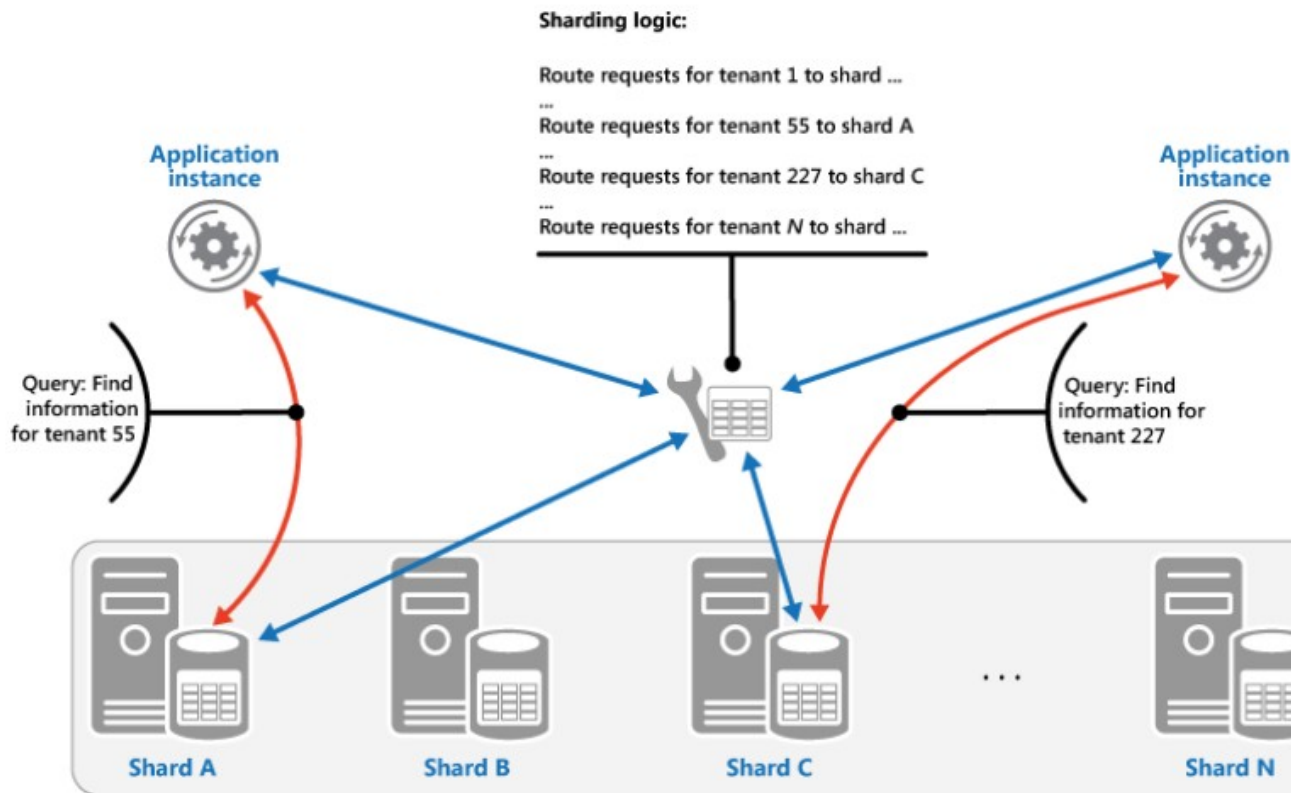 Sharding logic:
Route requests for tenant 1 to shard ...
...
Route requests for tenant 55 to shard A
...
Route requests for tenant 227 to shard C
...
Route requests for tenant N to shard ...
Application
instance
Application
instance
Query: Find
information
for tenant 55
Query: Find
information for
tenant 227
...
Shard A
Shard B
Shard C
Shard N